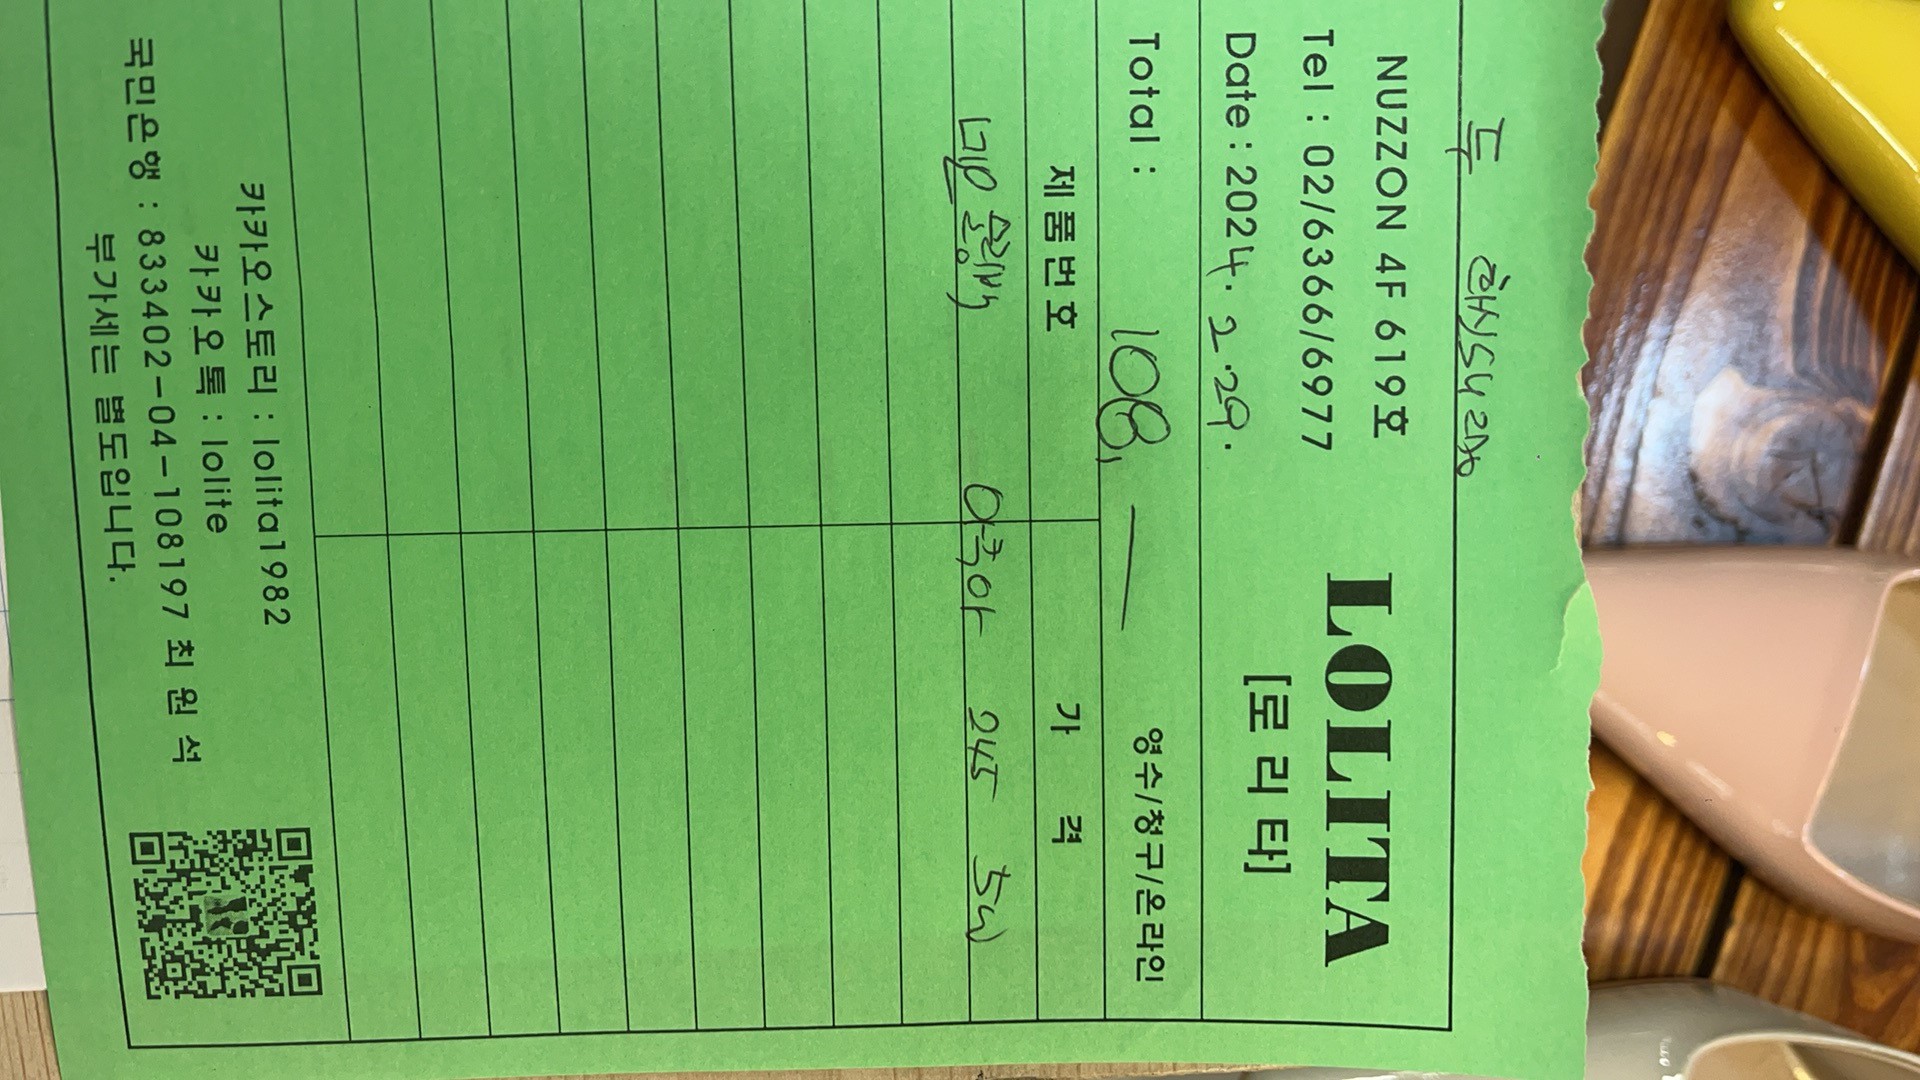 NUZZON 4F 619호
Tel : 02/6366/6977
LOLITA
[로리타]
Date : 2024. 2. 29.
Total : 108, — 영수/청구/온라인
제품번호 가 격
245
카카오스토리 : lolita1982
카카오톡 : lolite
국민은행 : 833402-04-108197 최 원 석
부가세는 별도입니다.